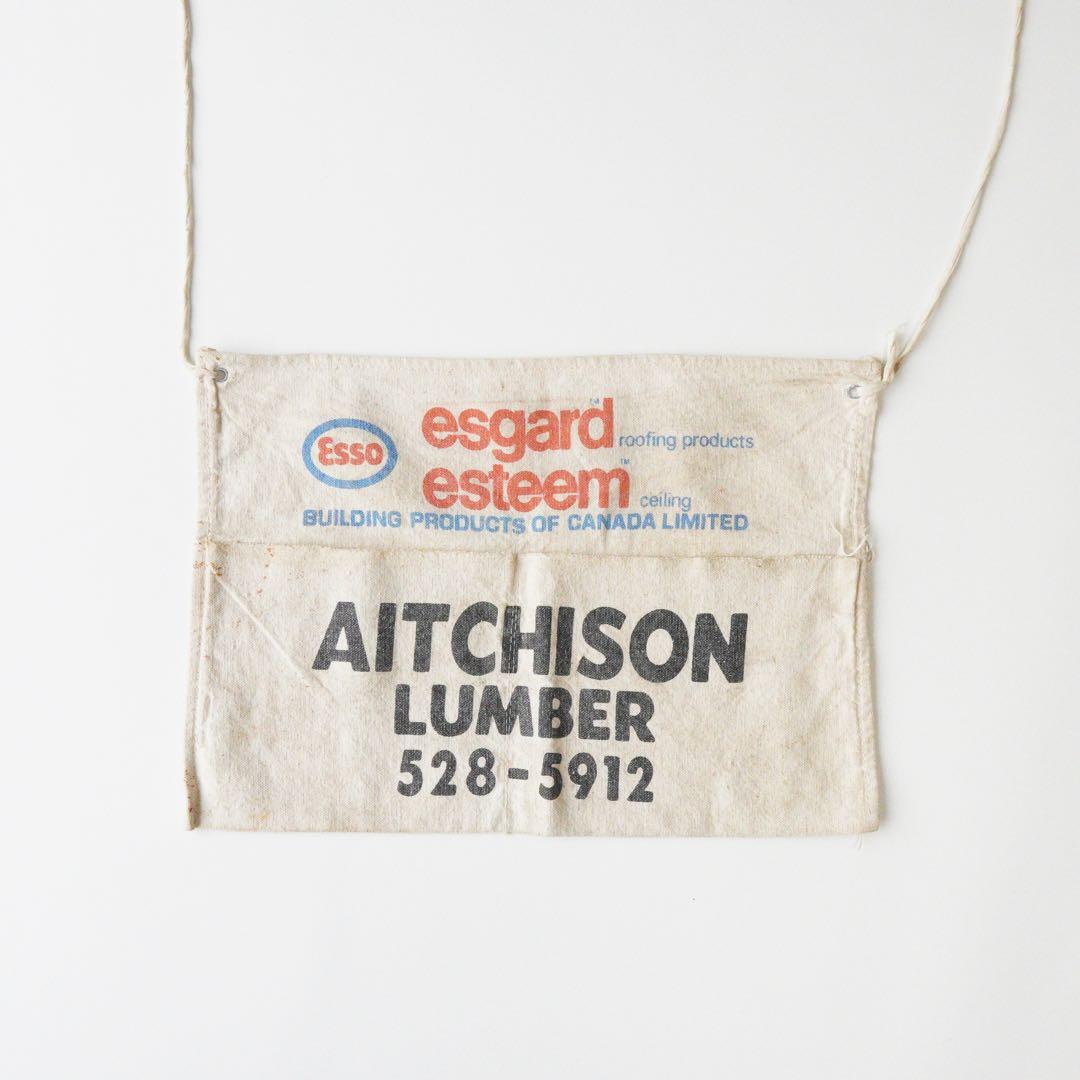 Esso
esgard™ roofing products
esteem™ ceiling
BUILDING PRODUCTS OF CANADA LIMITED
AITCHISON
LUMBER
528-5912